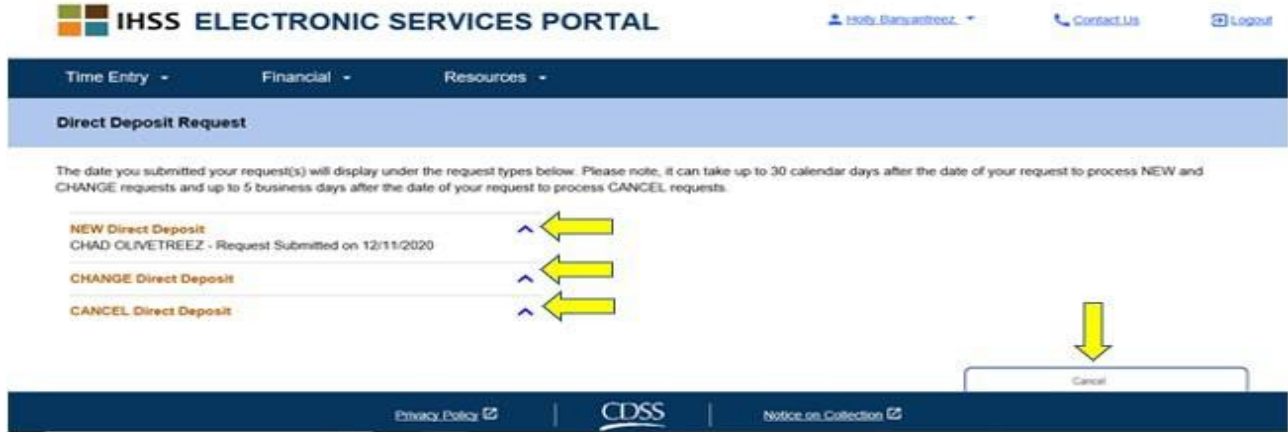 IHSS ELECTRONIC SERVICES PORTAL
Holly Banyantreez
Contact Us
Logout
Time Entry
Financial
Resources
Direct Deposit Request
The date you submitted your request(s) will display under the request types below. Please note, it can take up to 30 calendar days after the date of your request to process NEW and
CHANGE requests and up to 5 business days after the date of your request to process CANCEL requests.
NEW Direct Deposit
CHAD OLIVETREEZ - Request Submitted on 12/11/2020
CHANGE Direct Deposit
CANCEL Direct Deposit
Cancel
Privacy Policy
CDSS
Notice on Collection